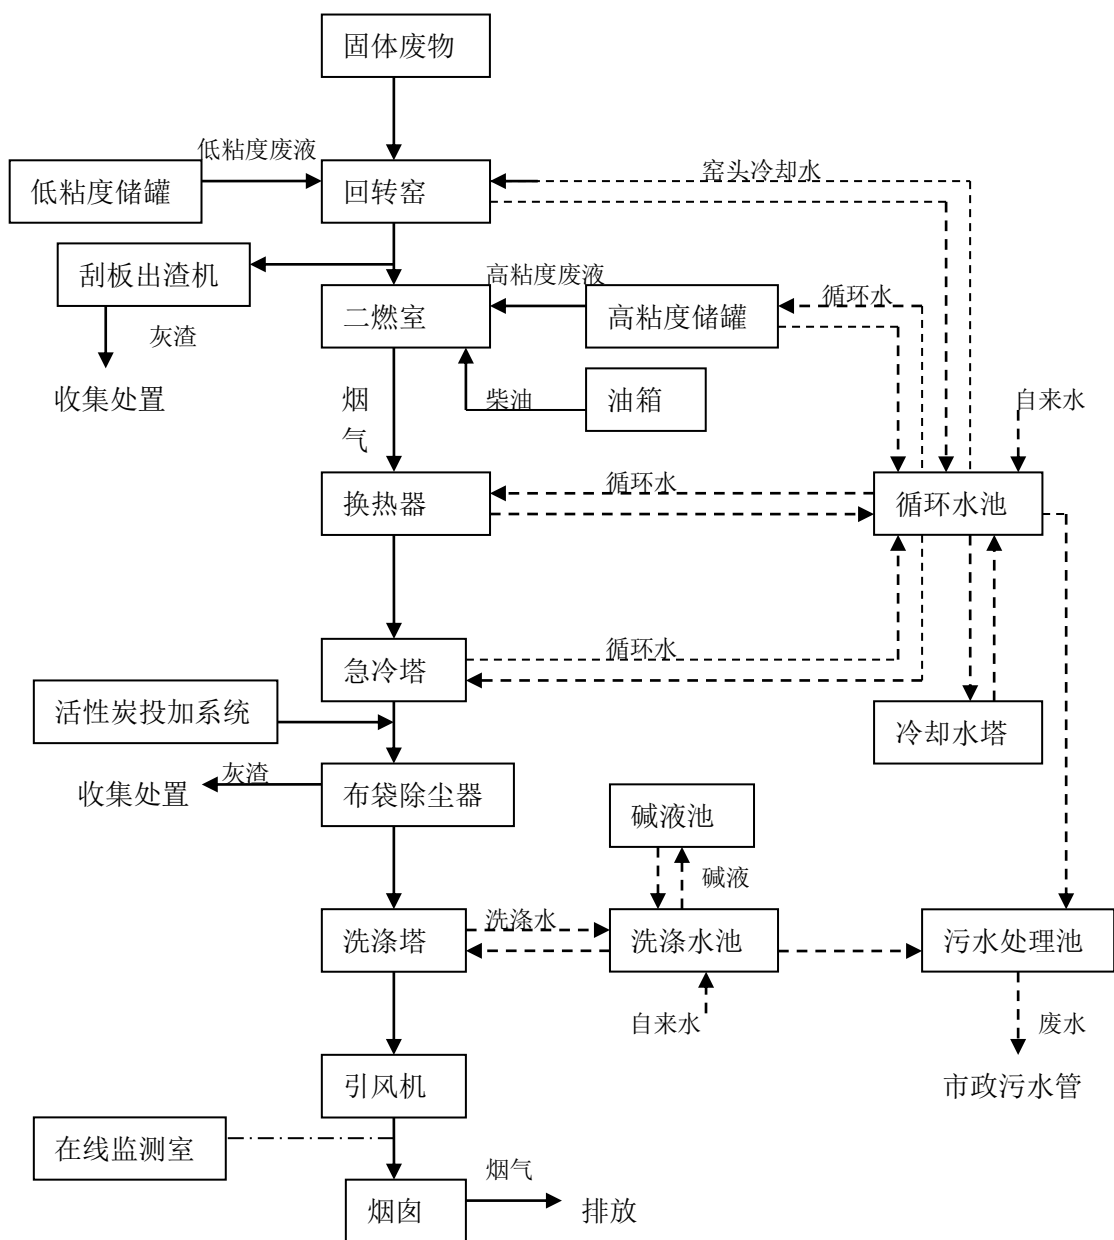 固体废物
低粘度废液
窑头冷却水
低粘度储罐
回转窑
刮板出渣机
高粘度废液
循环水
二燃室
高粘度储罐
灰渣
收集处置
烟
气
柴油
油箱
自来水
换热器
循环水
循环水池
急冷塔
循环水
活性炭投加系统
冷却水塔
收集处置
灰渣
布袋除尘器
碱液池
碱液
洗涤塔
洗涤水
洗涤水池
污水处理池
自来水
废水
引风机
市政污水管
在线监测室
烟气
烟囱
排放